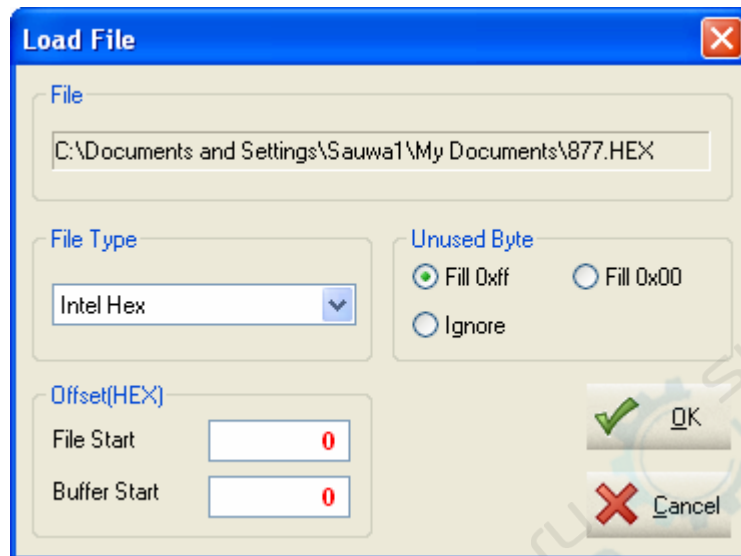 Load File
File
C:\Documents and Settings\Sauwa1\My Documents\877.HEX
File Type
Intel Hex
Unused Byte
Fill 0xff
Fill 0x00
Ignore
Offset(HEX)
File Start
0
Buffer Start
0
OK
Cancel